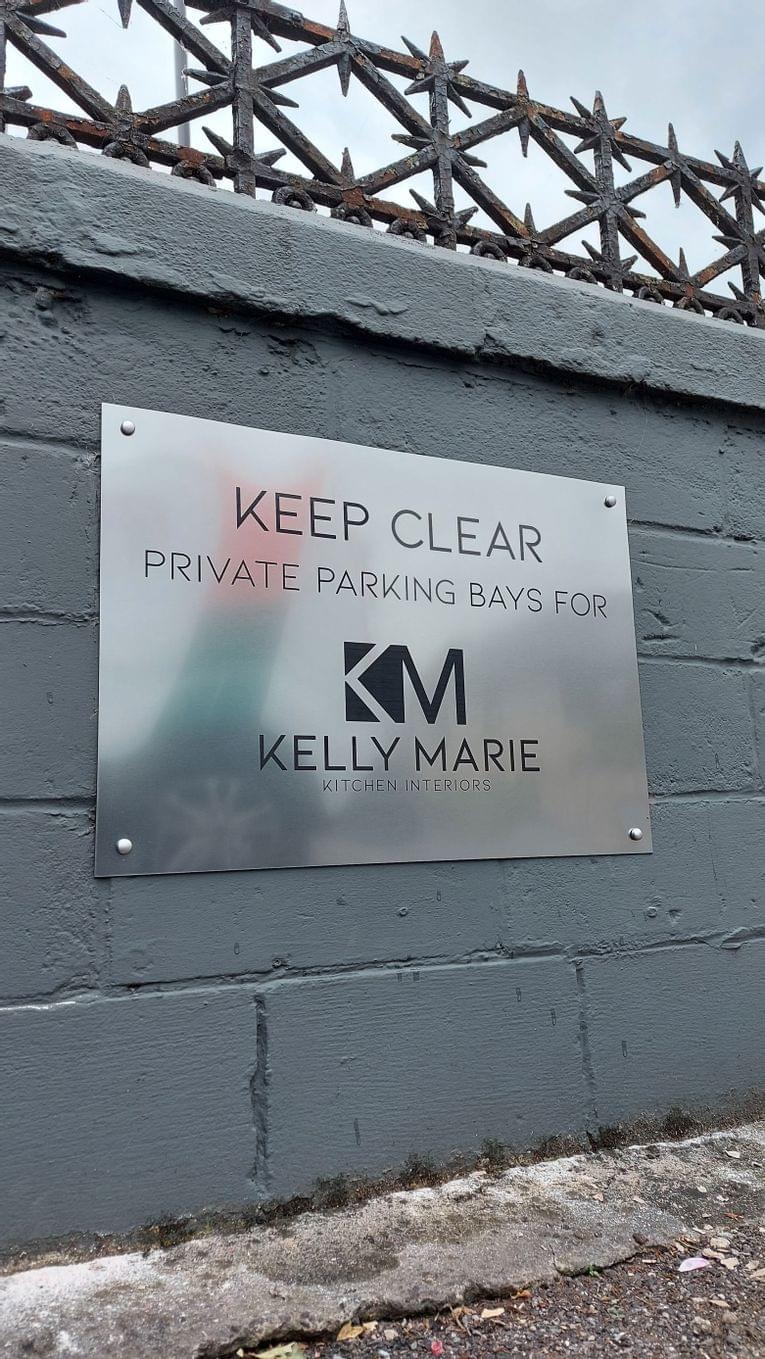 KEEP CLEAR
PRIVATE PARKING BAYS FOR
KM
KELLY MARIE
KITCHEN INTERIORS